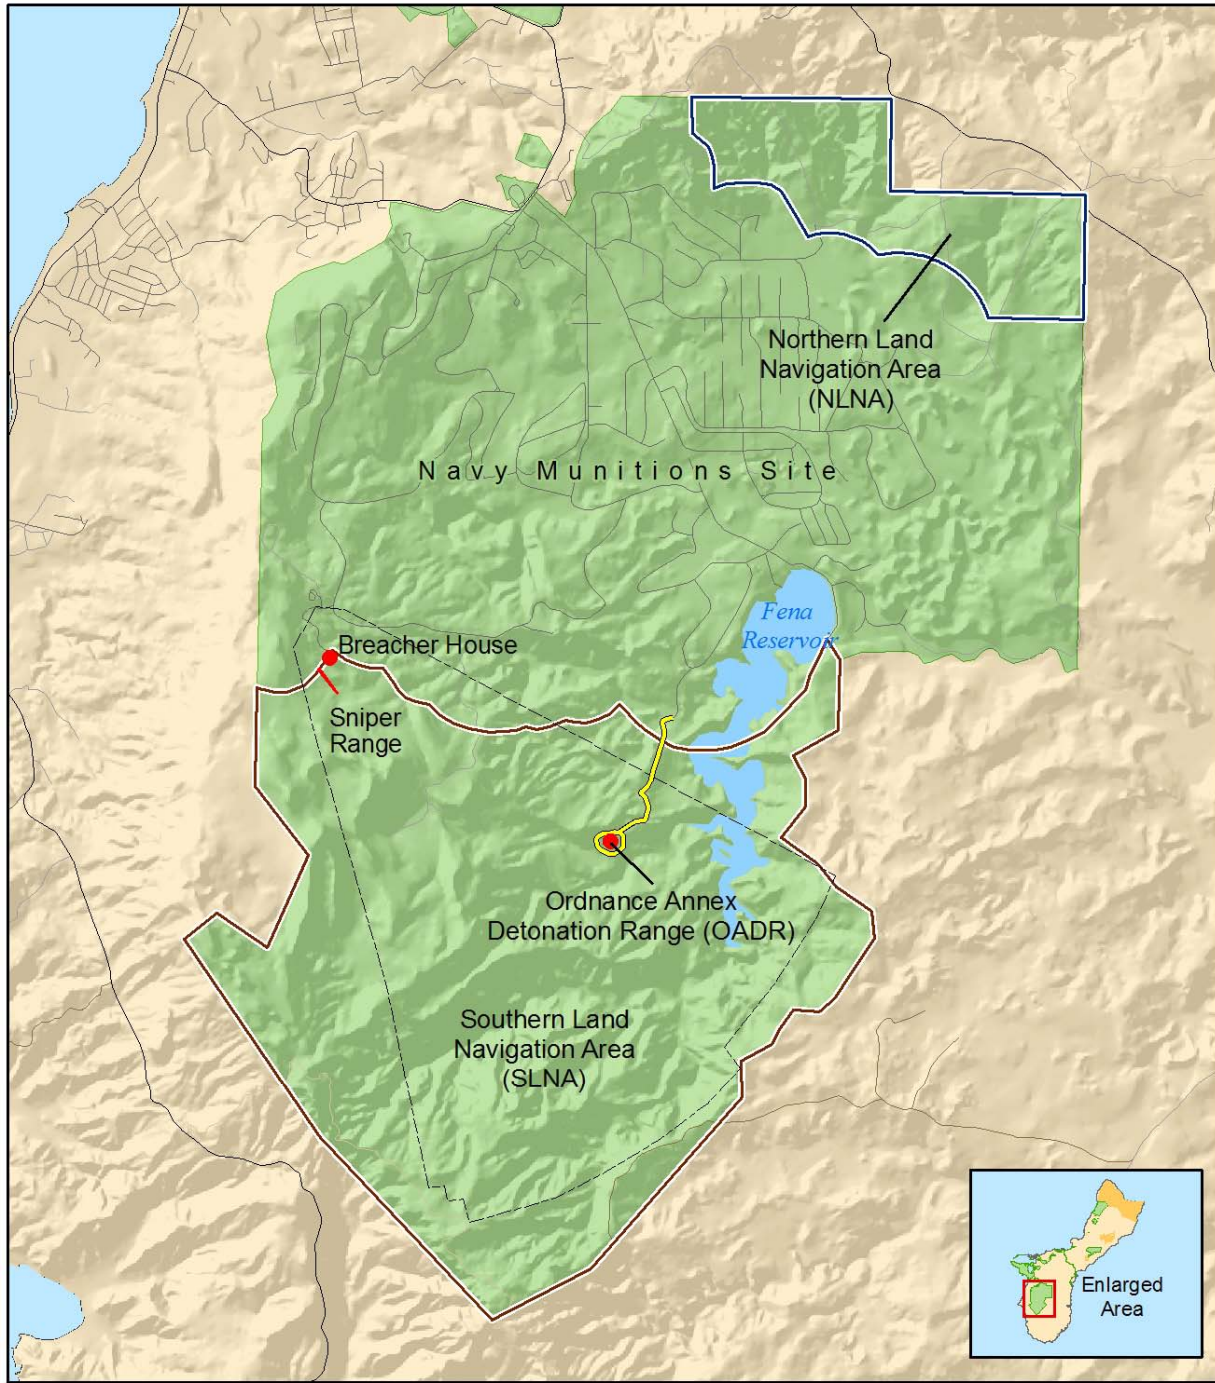 Northern Land
Navigation Area
(NLNA)
Navy Munitions Site
Fena
Reservoir
Breacher House
Sniper
Range
Ordnance Annex
Detonation Range (OADR)
Southern Land
Navigation Area
(SLNA)
Enlarged
Area